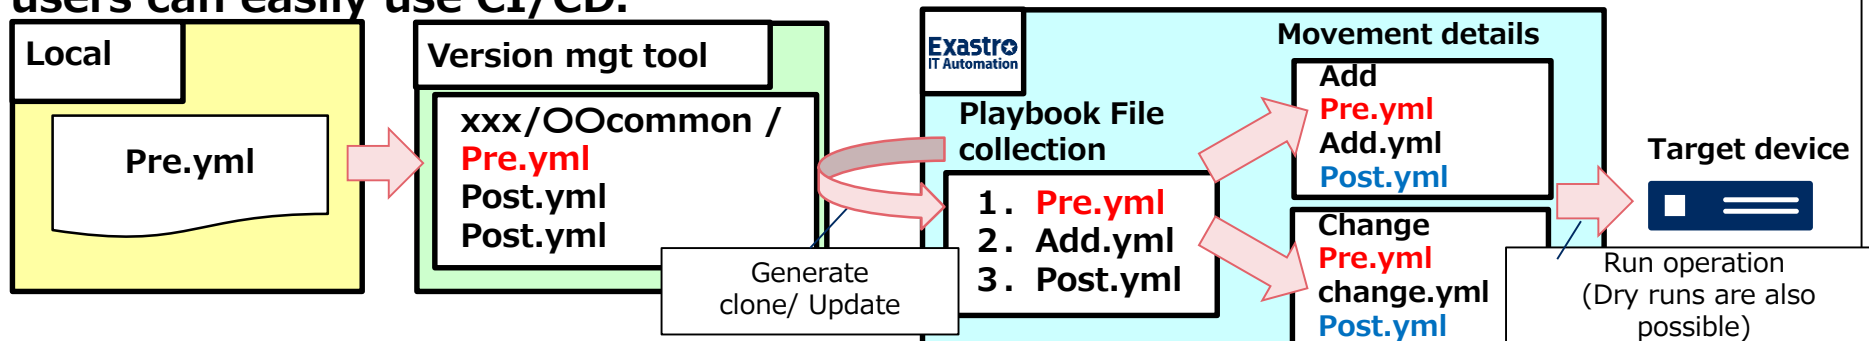 users can easily use CI/CD.
Local
Pre.yml
Version mgt tool
xxx/〇〇common /
Pre.yml
Post.yml
Post.yml
Generate
clone/ Update
Exastro
IT Automation
Playbook File
collection
1. Pre.yml
2. Add.yml
3. Post.yml
Movement details
Add
Pre.yml
Add.yml
Post.yml
Change
Pre.yml
change.yml
Post.yml
Target device
Run operation
(Dry runs are also
possible)